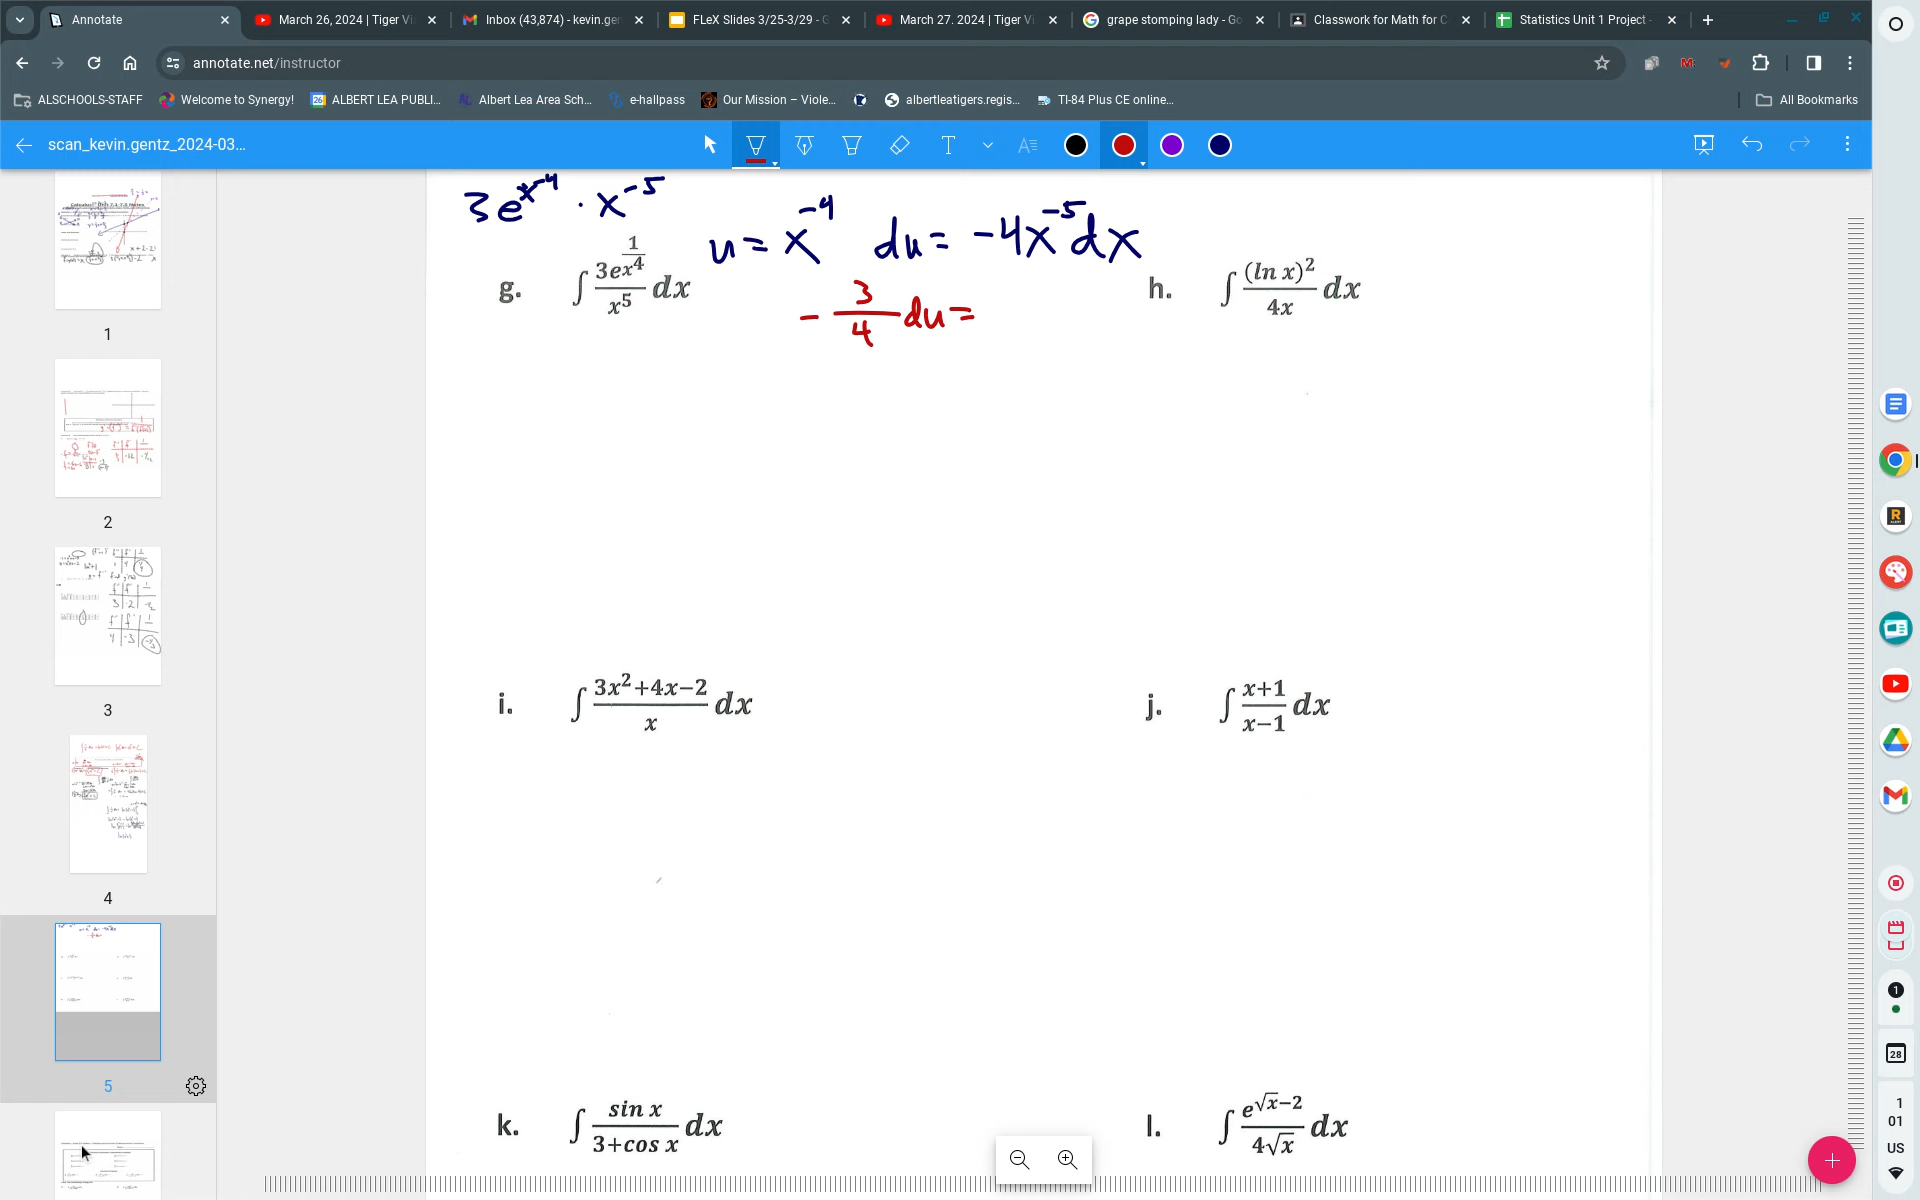 Annotate
March 26, 2024 | Tiger Vi
Inbox (43,874) - kevin.gen
FLeX Slides 3/25-3/29 - G
March 27. 2024 | Tiger Vi
grape stomping lady - Go
Classwork for Math for C
Statistics Unit 1 Project -
annotate.net/instructor
ALSCHOOLS-STAFF
Welcome to Synergy!
ALBERT LEA PUBLI...
Albert Lea Area Sch...
e-hallpass
Our Mission – Viole...
albertleatigers.regis...
TI-84 Plus CE online...
All Bookmarks
scan_kevin.gentz_2024-03...
3e^x^-4 · x^-5
u = x^-4 du = -4x^-5 dx
g. ∫ 3e^(1/x^4) / x^5 dx
- 3/4 du =
h. ∫ (ln x)^2 / 4x dx
i. ∫ 3x²+4x−2 / x dx
j. ∫ x+1 / x−1 dx
k. ∫ sin x / 3+cos x dx
l. ∫ e^√x−2 / 4√x dx
1
2
3
4
5
1
28
1
01
US